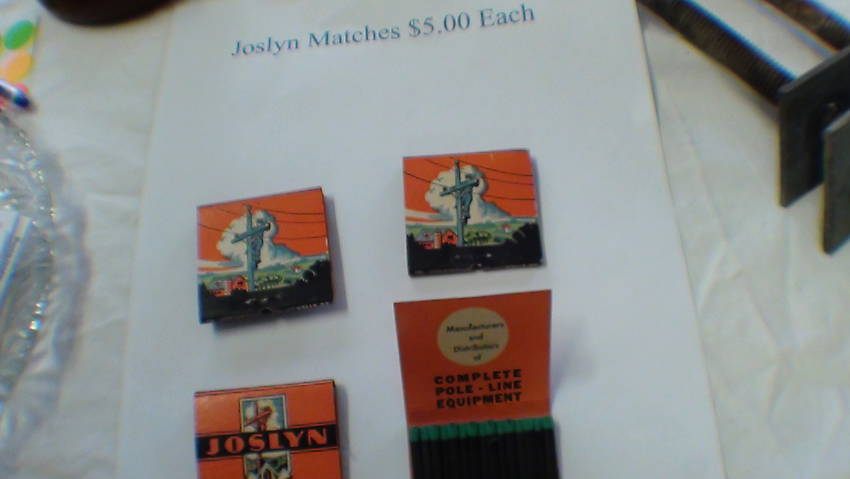 Joslyn Matches $5.00 Each
Manufacturers
and
Distributors
of
COMPLETE
POLE - LINE
EQUIPMENT
JOSLYN